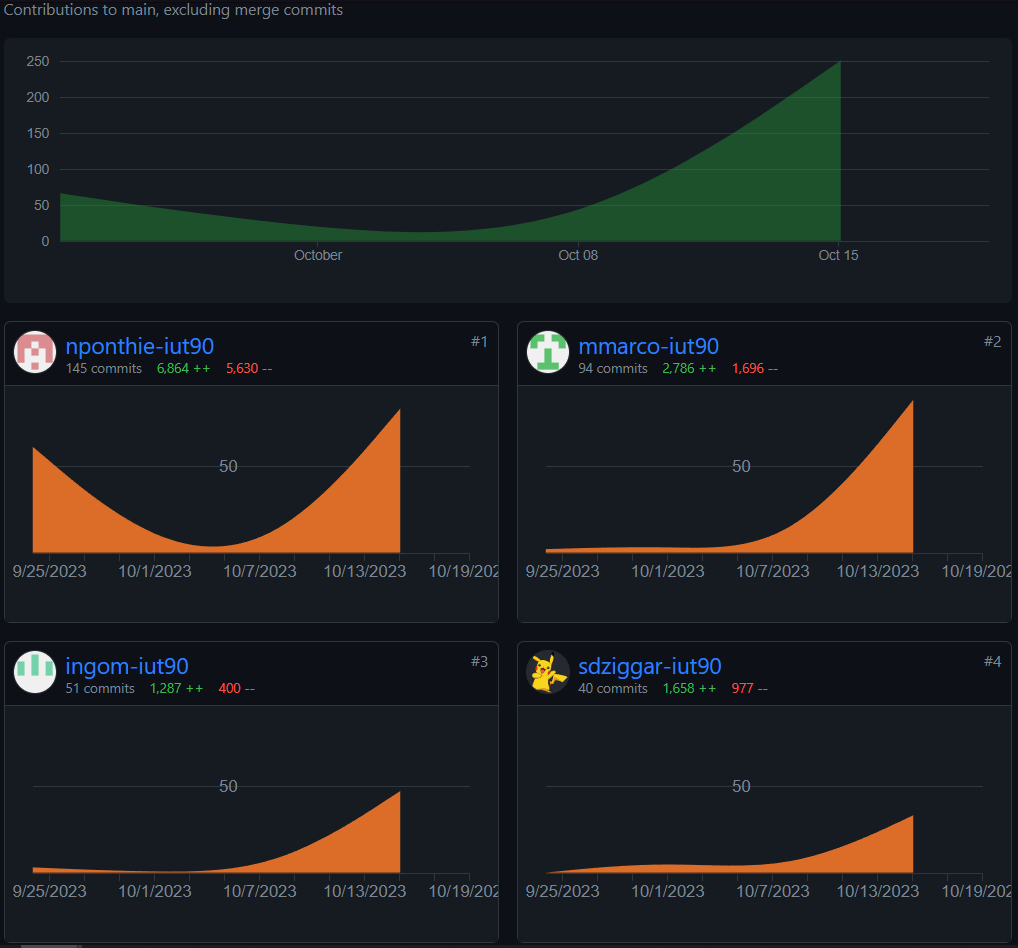 Contributions to main, excluding merge commits
250
200
150
100
50
0
October Oct 08 Oct 15
nponthie-iut90 #1
145 commits 6,864 ++ 5,630 --
50
9/25/2023 10/1/2023 10/7/2023 10/13/2023 10/19/202
mmarco-iut90 #2
94 commits 2,786 ++ 1,696 --
50
9/25/2023 10/1/2023 10/7/2023 10/13/2023 10/19/202
ingom-iut90 #3
51 commits 1,287 ++ 400 --
50
9/25/2023 10/1/2023 10/7/2023 10/13/2023 10/19/202
sdziggar-iut90 #4
40 commits 1,658 ++ 977 --
50
9/25/2023 10/1/2023 10/7/2023 10/13/2023 10/19/202